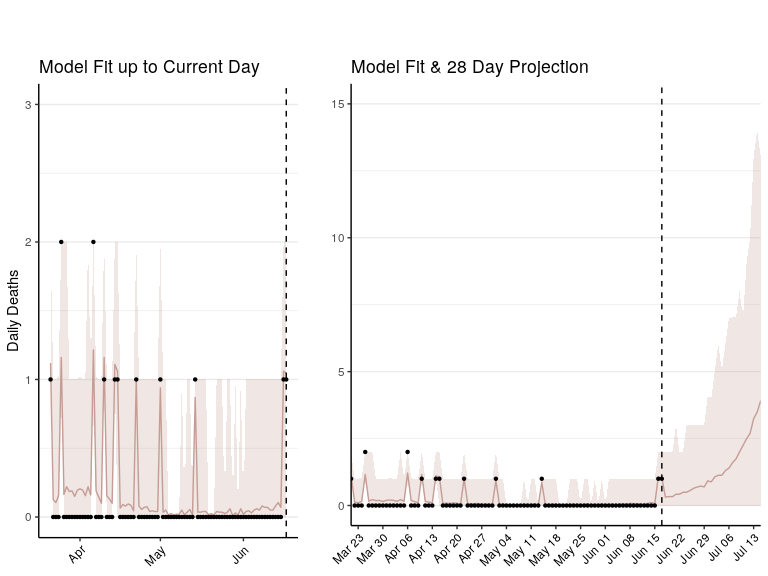 Model Fit up to Current Day
Model Fit & 28 Day Projection
Daily Deaths
3
2
1
0
Apr
May
Jun
15
10
5
0
Mar 23
Mar 30
Apr 06
Apr 13
Apr 20
Apr 27
May 04
May 11
May 18
May 25
Jun 01
Jun 08
Jun 15
Jun 22
Jun 29
Jul 06
Jul 13